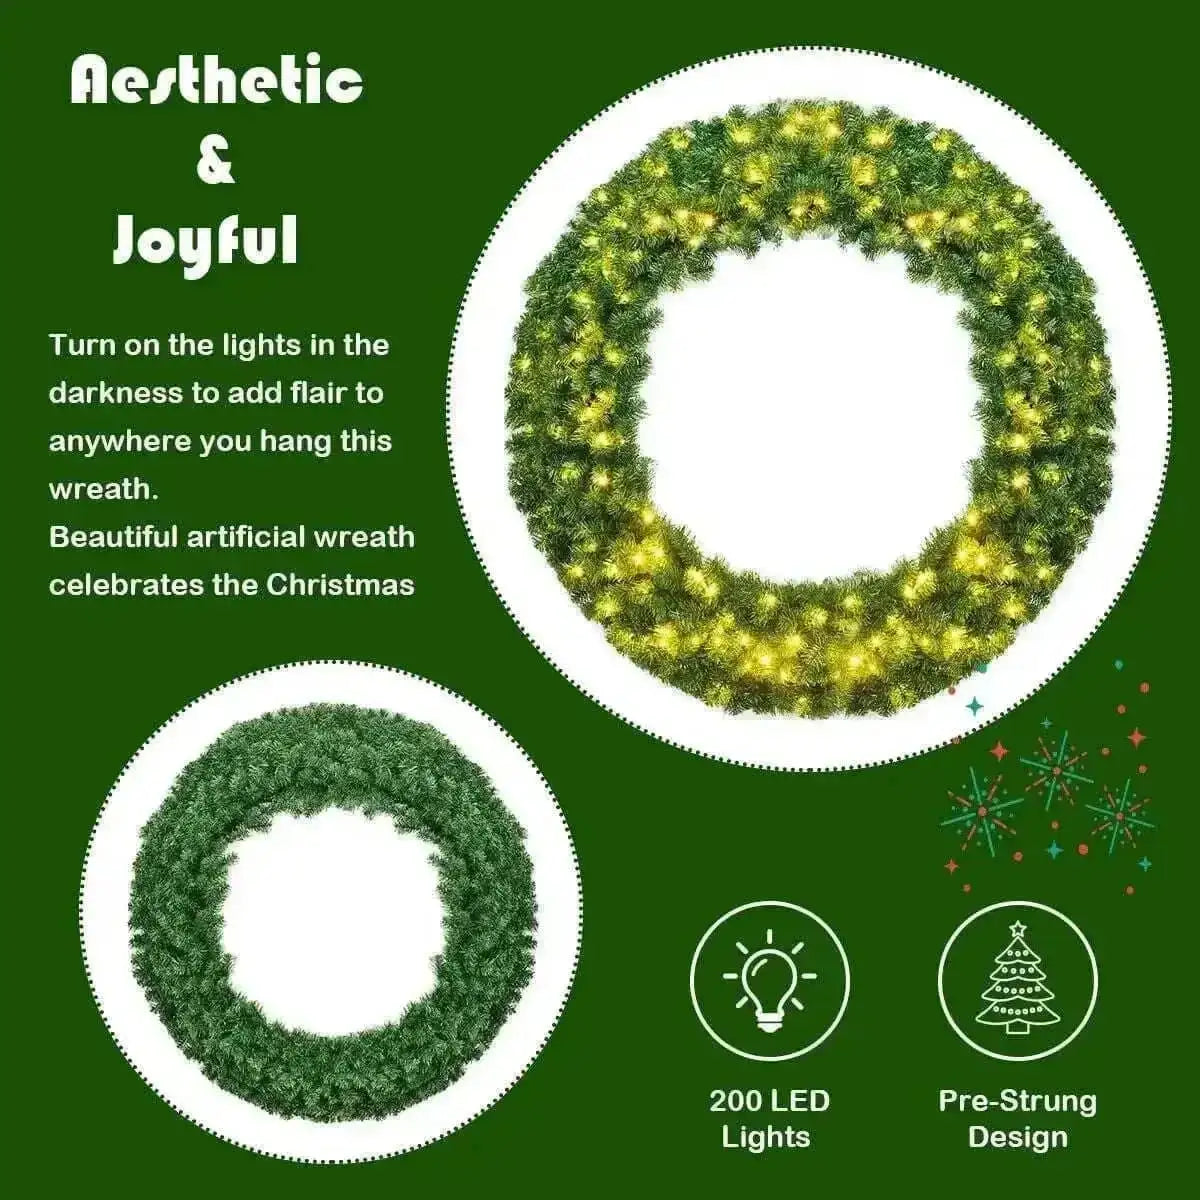 Aesthetic
&
Joyful
Turn on the lights in the
darkness to add flair to
anywhere you hang this
wreath.
Beautiful artificial wreath
celebrates the Christmas
200 LED
Lights
Pre-Strung
Design